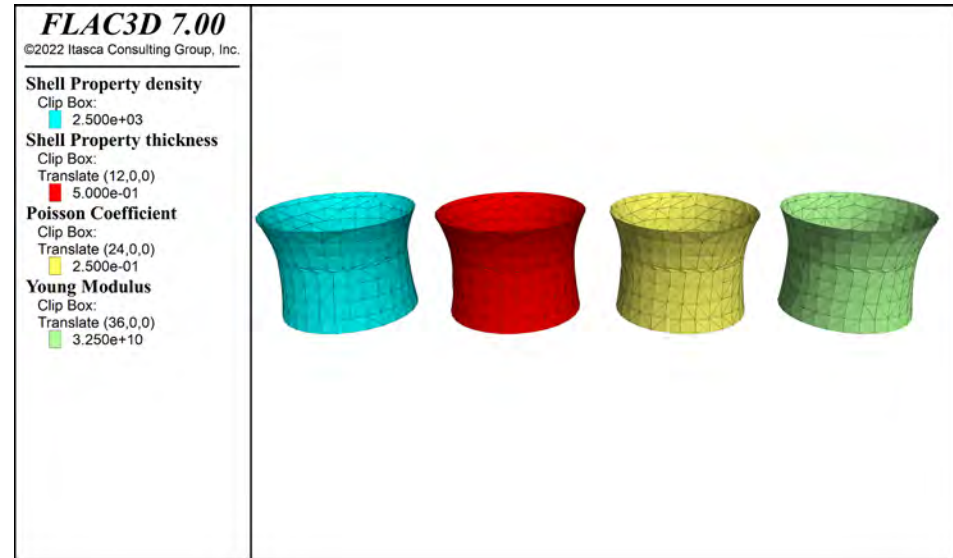 FLAC3D 7.00
©2022 Itasca Consulting Group, Inc.
Shell Property density
Clip Box:
2.500e+03
Shell Property thickness
Clip Box:
Translate (12,0,0)
5.000e-01
Poisson Coefficient
Clip Box:
Translate (24,0,0)
2.500e-01
Young Modulus
Clip Box:
Translate (36,0,0)
3.250e+10